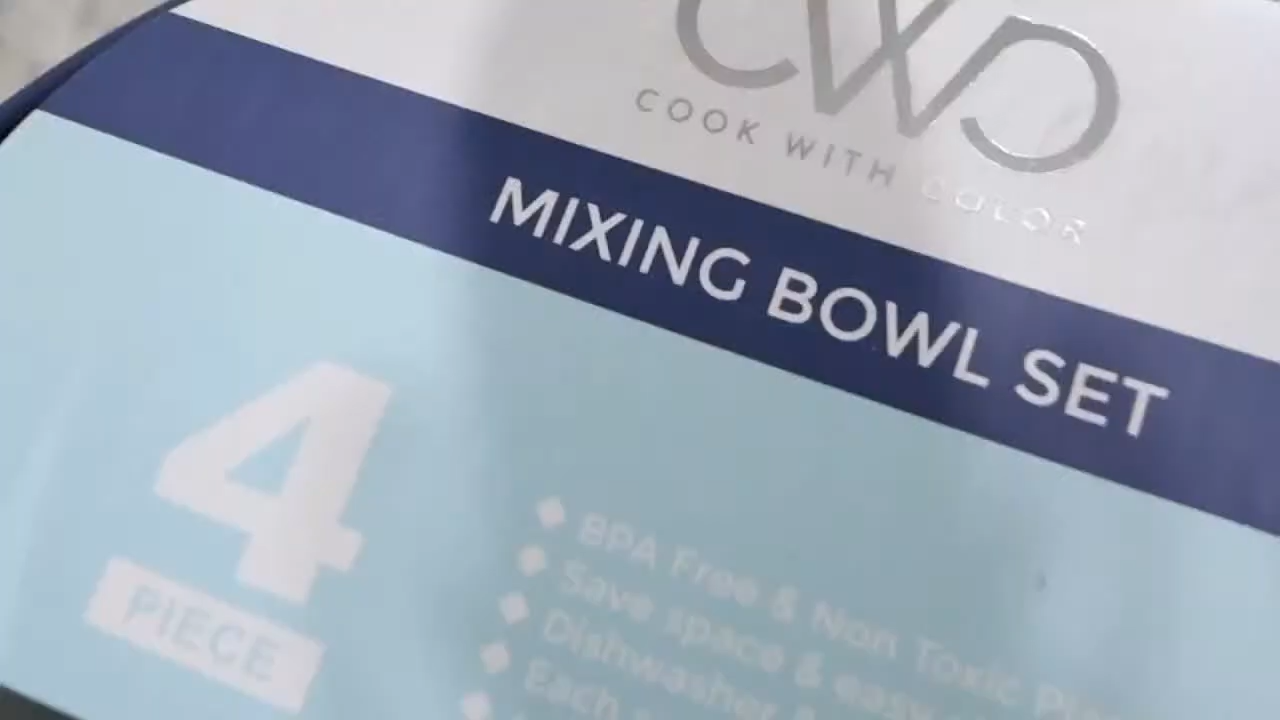 CWC
COOK WITH COLOR
MIXING BOWL SET
4
PIECE
BPA Free & Non Toxic
Save space & easy
Dishwasher
Each